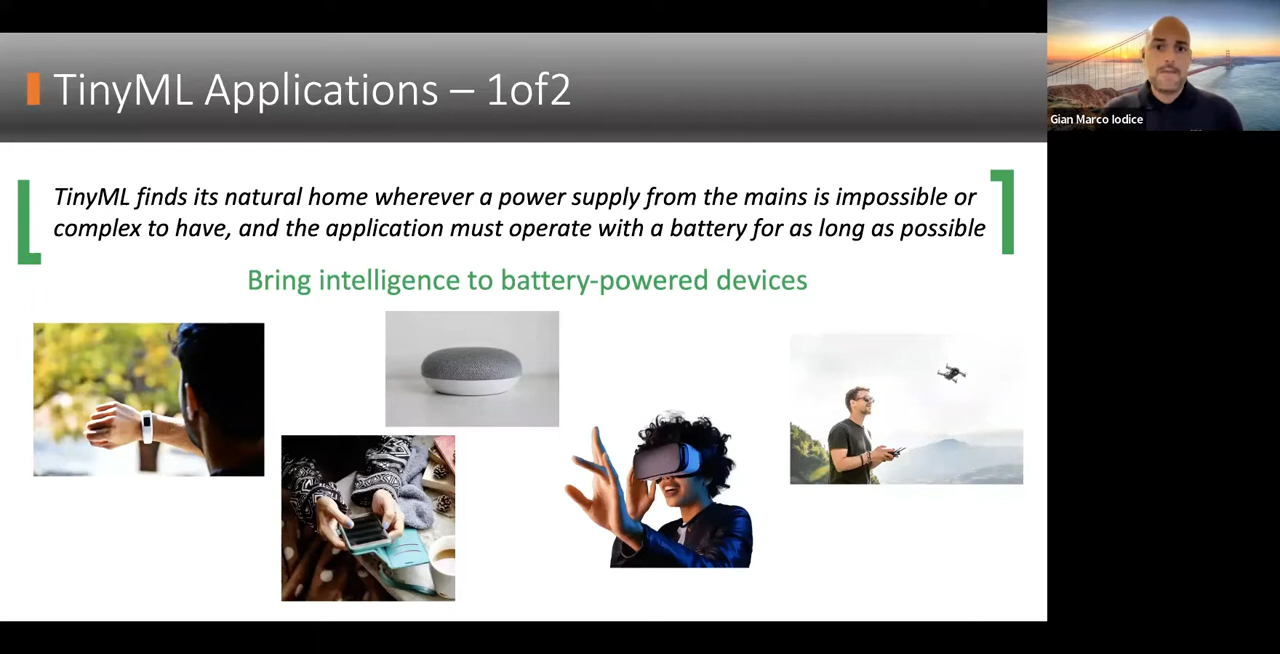 TinyML Applications – 1of2
Gian Marco Iodice
TinyML finds its natural home wherever a power supply from the mains is impossible or
complex to have, and the application must operate with a battery for as long as possible
Bring intelligence to battery-powered devices